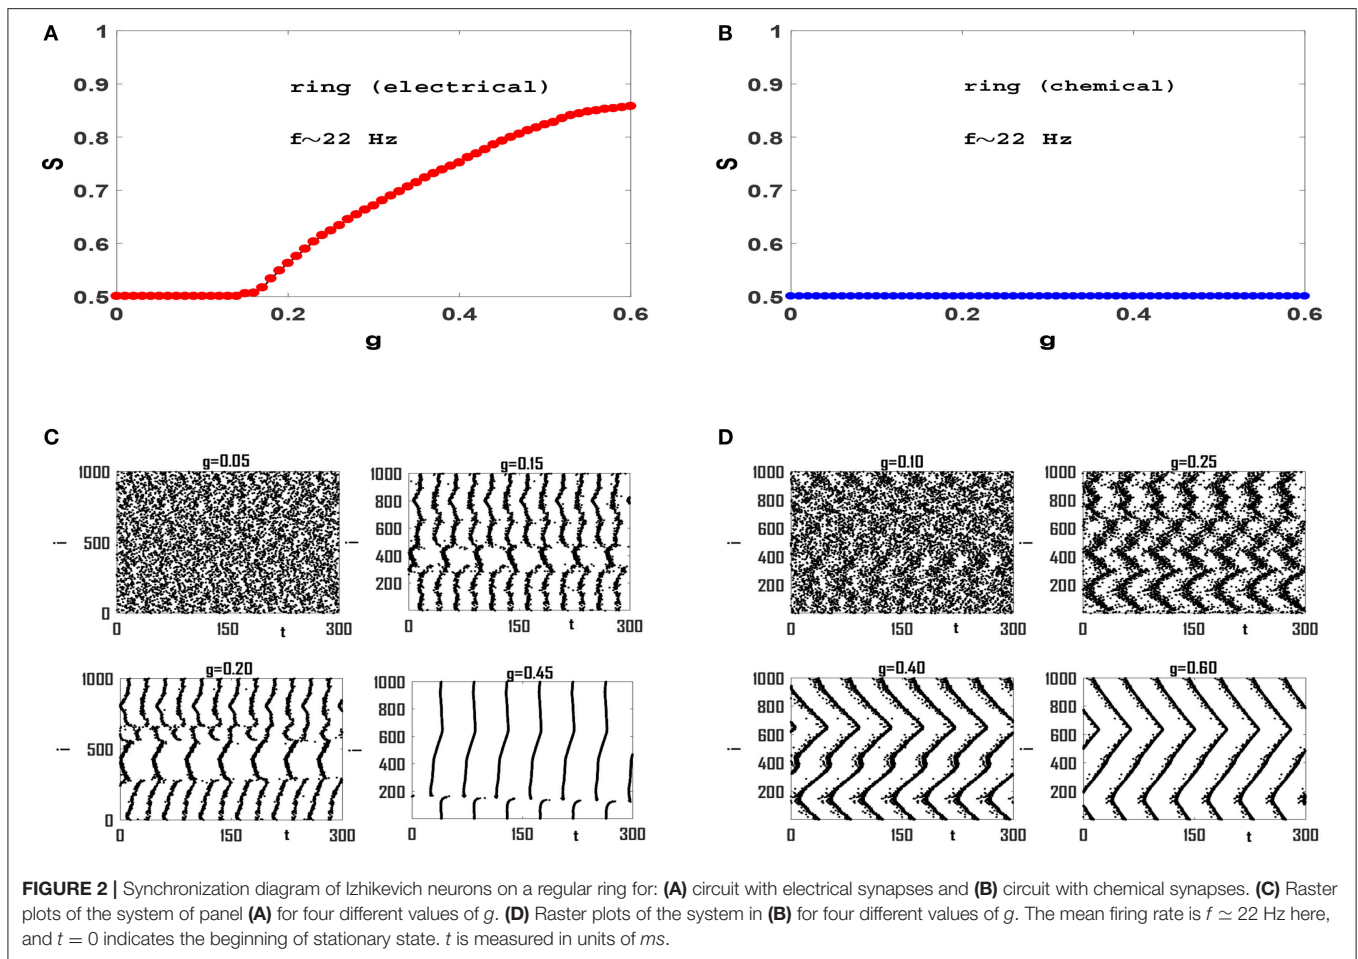 A
1
0.9
ring (electrical)
0.8
f~22 Hz
S
0.7
0.6
0.5
0 0.2 0.4 0.6
g
B
1
0.9
ring (chemical)
0.8
f~22 Hz
S
0.7
0.6
0.5
0 0.2 0.4 0.6
g
C
g=0.05
1000
i 500
0
0 150 t 300
g=0.15
1000
800
600
i
400
200
0 150 t 300
g=0.20
1000
i 500
0
0 150 t 300
g=0.45
1000
800
600
i
400
200
0 150 t 300
D
g=0.10
1000
800
600
i
400
200
0 150 t 300
g=0.25
1000
800
600
i
400
200
0 150 t 300
g=0.40
1000
800
600
i
400
200
0 150 t 300
g=0.60
1000
800
600
i
400
200
0 150 t 300
FIGURE 2 | Synchronization diagram of Izhikevich neurons on a regular ring for: (A) circuit with electrical synapses and (B) circuit with chemical synapses. (C) Raster
plots of the system of panel (A) for four different values of g. (D) Raster plots of the system in (B) for four different values of g. The mean firing rate is f ≃ 22 Hz here,
and t = 0 indicates the beginning of stationary state. t is measured in units of ms.